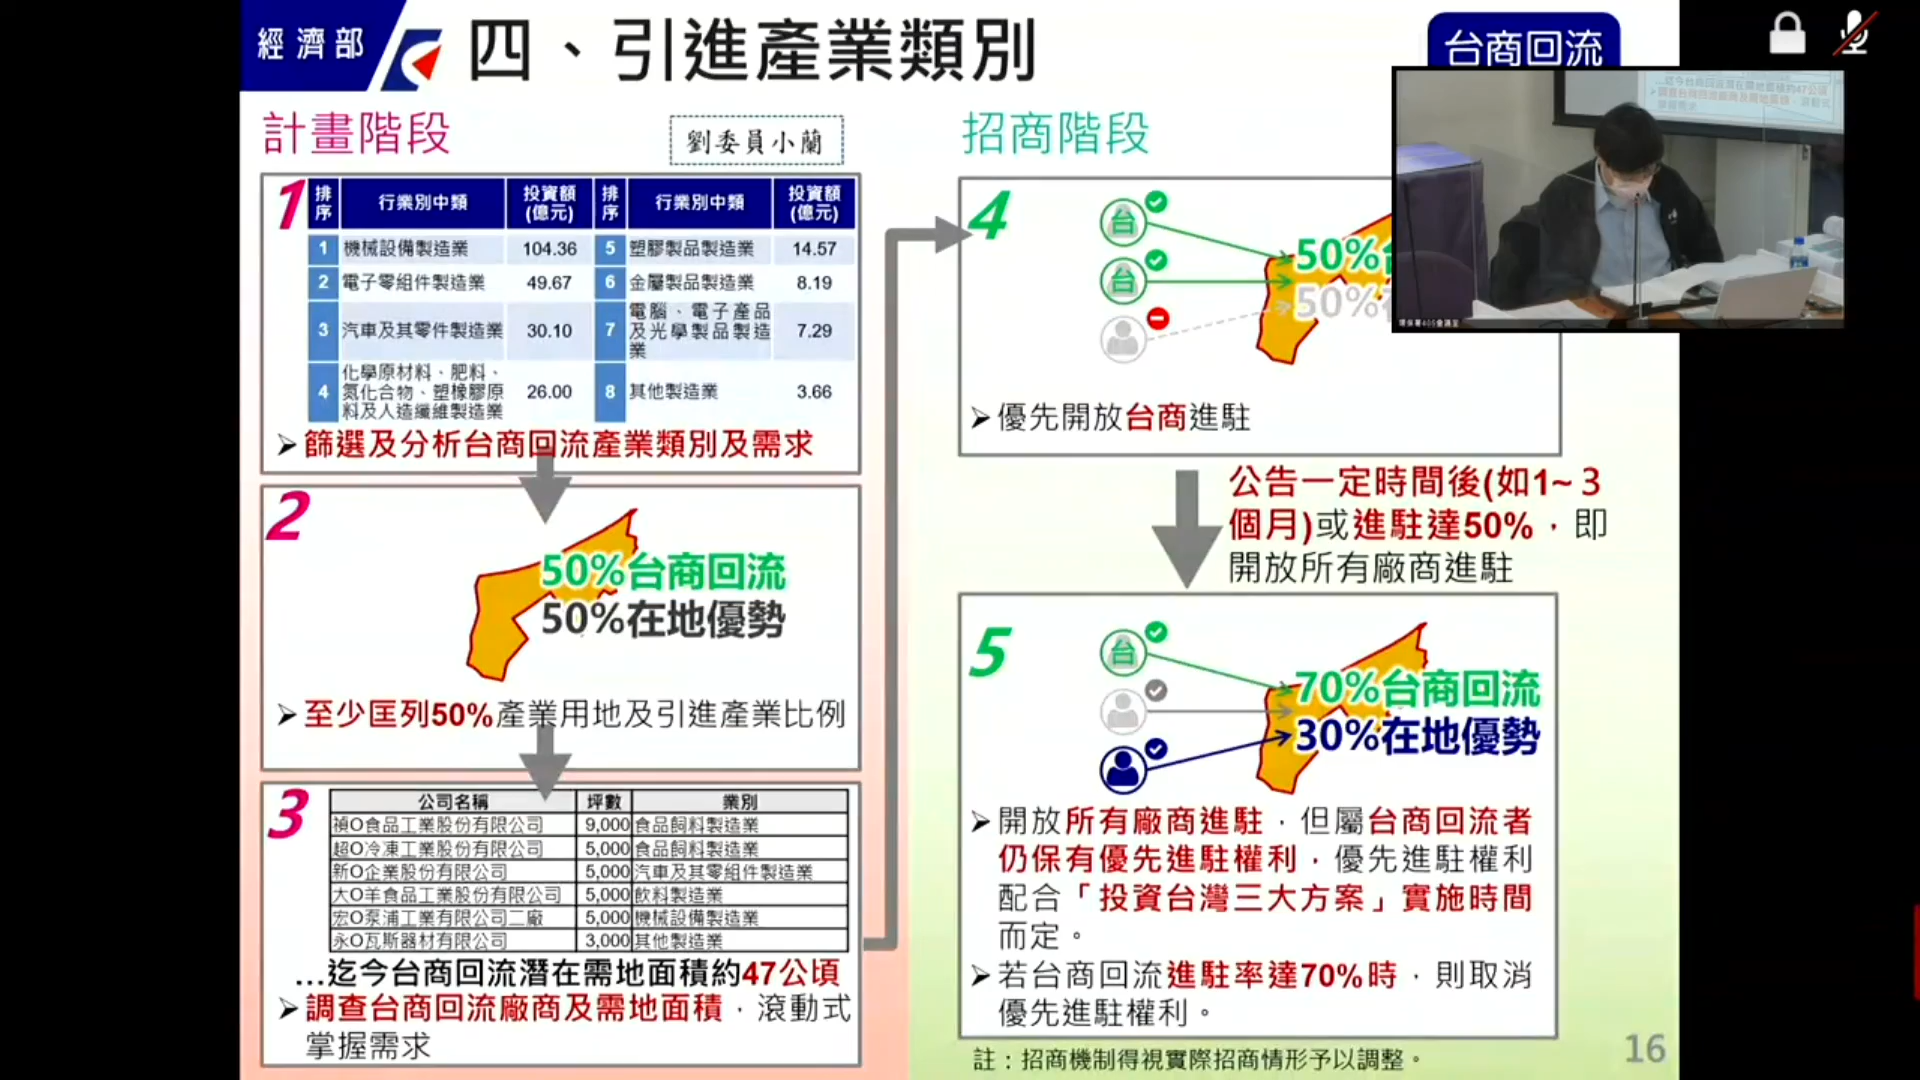 經濟部
四、引進產業類別
台商回流
計畫階段
劉委員小蘭
1
排序 行業別中類 投資額(億元) 排序 行業別中類 投資額(億元)
1 機械設備製造業 104.36 5 塑膠製品製造業 14.57
2 電子零組件製造業 49.67 6 金屬製品製造業 8.19
3 汽車及其零件製造業 30.10 7 電腦、電子產品及光學製品製造業 7.29
4 化學原材料、肥料、氮化合物、塑橡膠原料及人造纖維製造業 26.00 8 其他製造業 3.66
➢篩選及分析台商回流產業類別及需求
2
50%台商回流
50%在地優勢
➢至少匡列50%產業用地及引進產業比例
3
公司名稱 坪數 業別
禎O食品工業股份有限公司 9,000 食品飼料製造業
超O冷凍工業股份有限公司 5,000 食品飼料製造業
新O企業股份有限公司 5,000 汽車及其零組件製造業
大O羊食品工業股份有限公司 5,000 飲料製造業
宏O泵浦工業有限公司二廠 5,000 機械設備製造業
永O瓦斯器材有限公司 3,000 其他製造業
...迄今台商回流潛在需地面積約47公頃
➢調查台商回流廠商及需地面積，滾動式
掌握需求
招商階段
4
台
台
50%
50%
➢優先開放台商進駐
公告一定時間後(如1~3
個月)或進駐達50%，即
開放所有廠商進駐
5
台
70%台商回流
30%在地優勢
➢開放所有廠商進駐，但屬台商回流者
仍保有優先進駐權利，優先進駐權利
配合「投資台灣三大方案」實施時間
而定。
➢若台商回流進駐率達70%時，則取消
優先進駐權利。
註：招商機制得視實際招商情形予以調整。
16